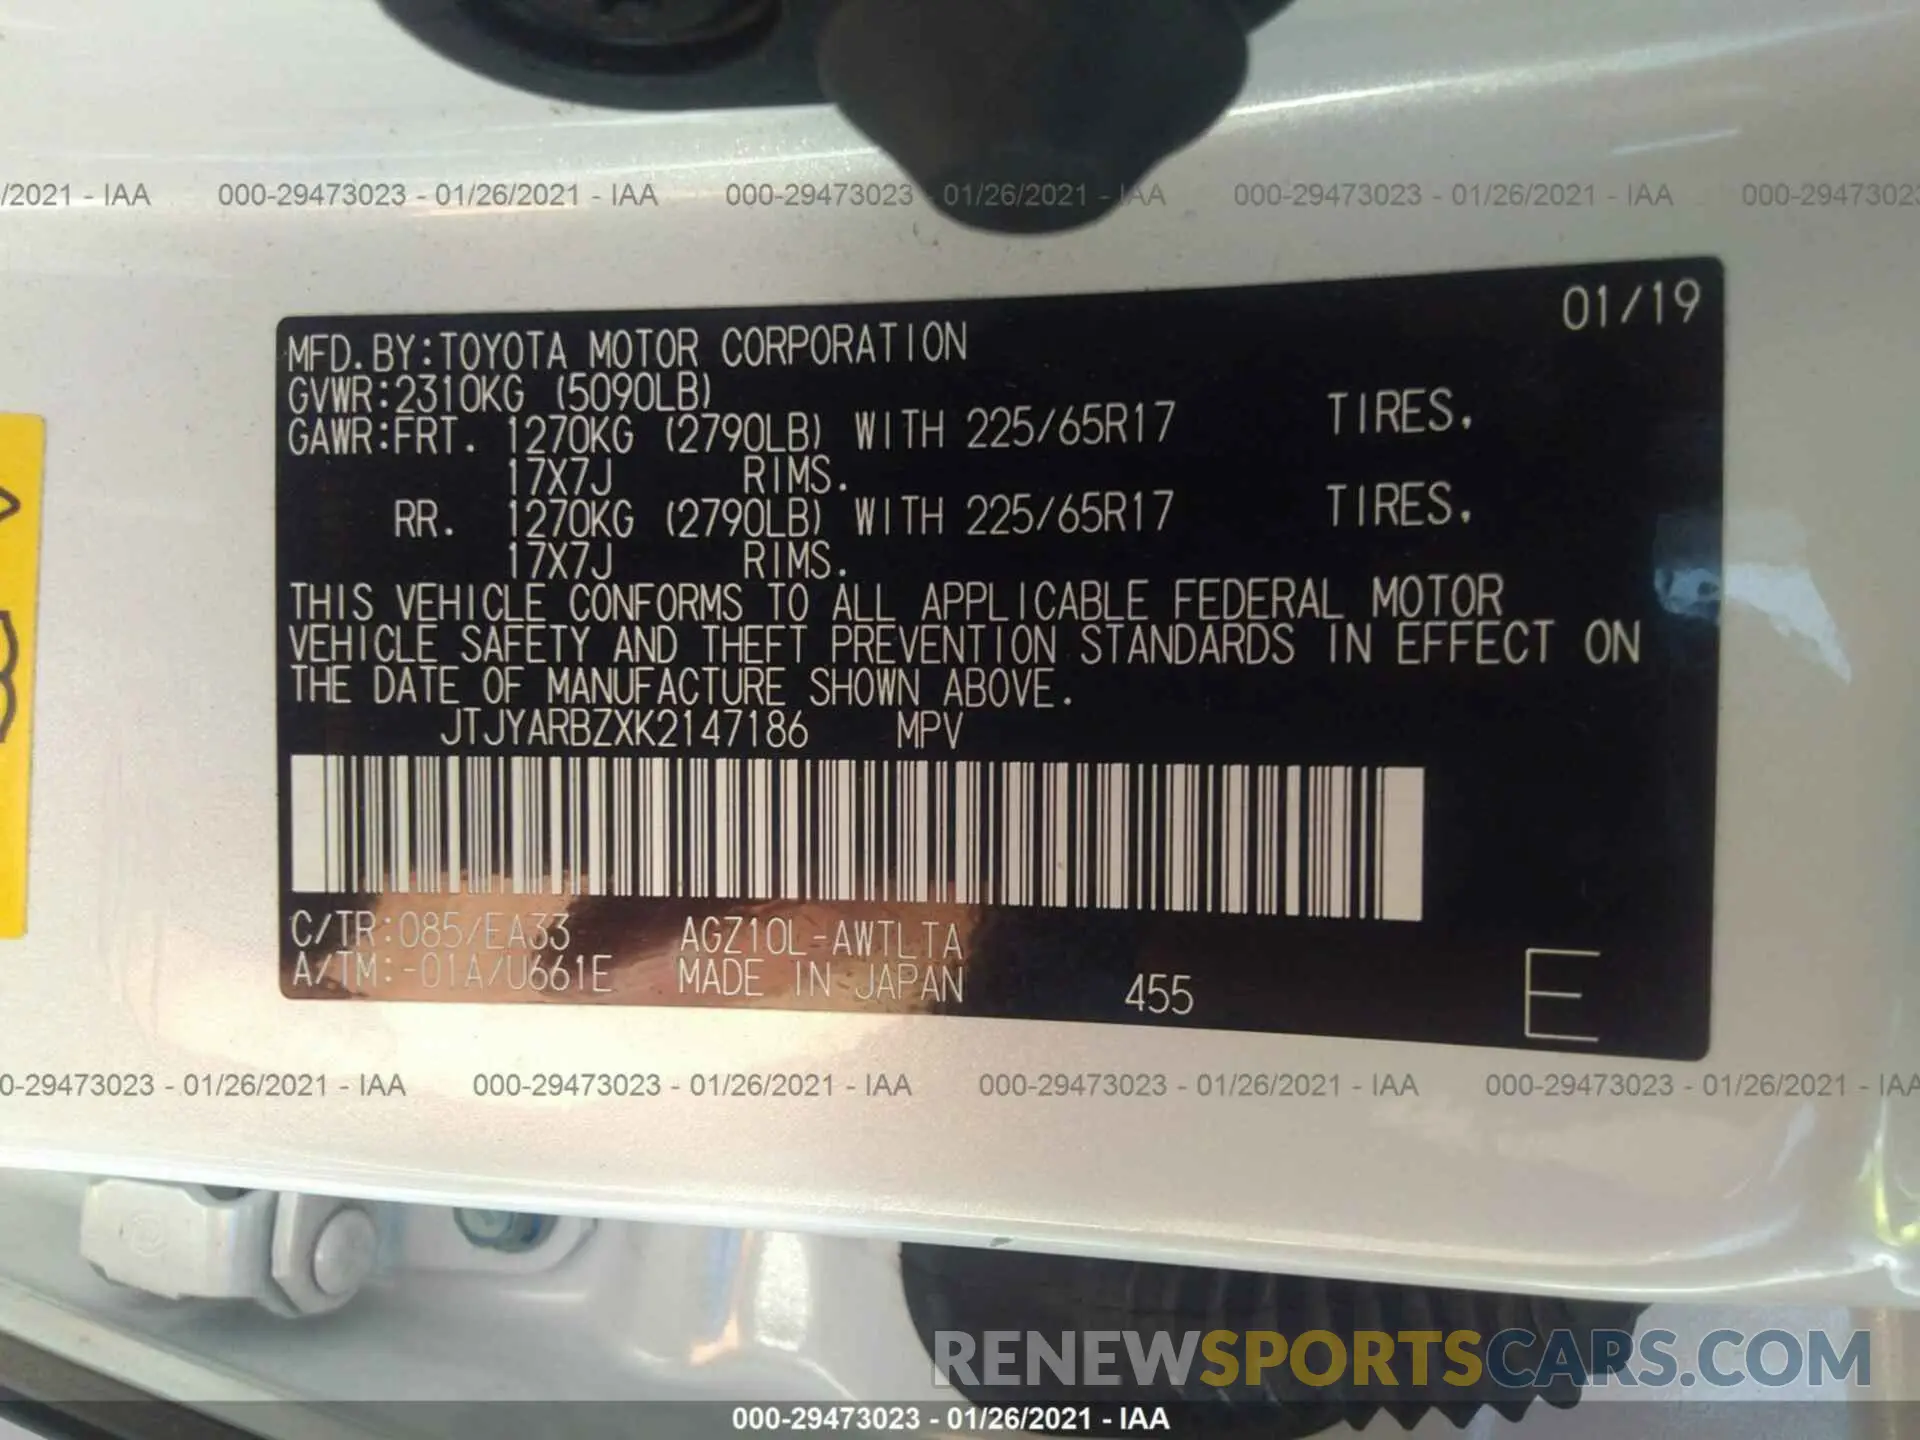 /2021 - IAA 000-29473023 - 01/26/2021 - IAA 000-29473023 - 01/26/2021 - IAA 000-29473023 - 01/26/2021 - IAA 000-29473023
01/19
MFD.BY:TOYOTA MOTOR CORPORATION
GVWR:2310KG (5090LB)
GAWR:FRT. 1270KG (2790LB) WITH 225/65R17 TIRES.
17X7J RIMS.
RR. 1270KG (2790LB) WITH 225/65R17 TIRES.
17X7J RIMS.
THIS VEHICLE CONFORMS TO ALL APPLICABLE FEDERAL MOTOR
VEHICLE SAFETY AND THEFT PREVENTION STANDARDS IN EFFECT ON
THE DATE OF MANUFACTURE SHOWN ABOVE.
JTJYARBZXK2147186 MPV
C/TR:085/EA33 AGZ10L-AWTLTA
A/TM:-01A/U661E MADE IN JAPAN 455 E
0-29473023 - 01/26/2021 - IAA 000-29473023 - 01/26/2021 - IAA 000-29473023 - 01/26/2021 - IAA 000-29473023 - 01/26/2021 - IAA
RENEWSPORTSCARS.COM
000-29473023 - 01/26/2021 - IAA